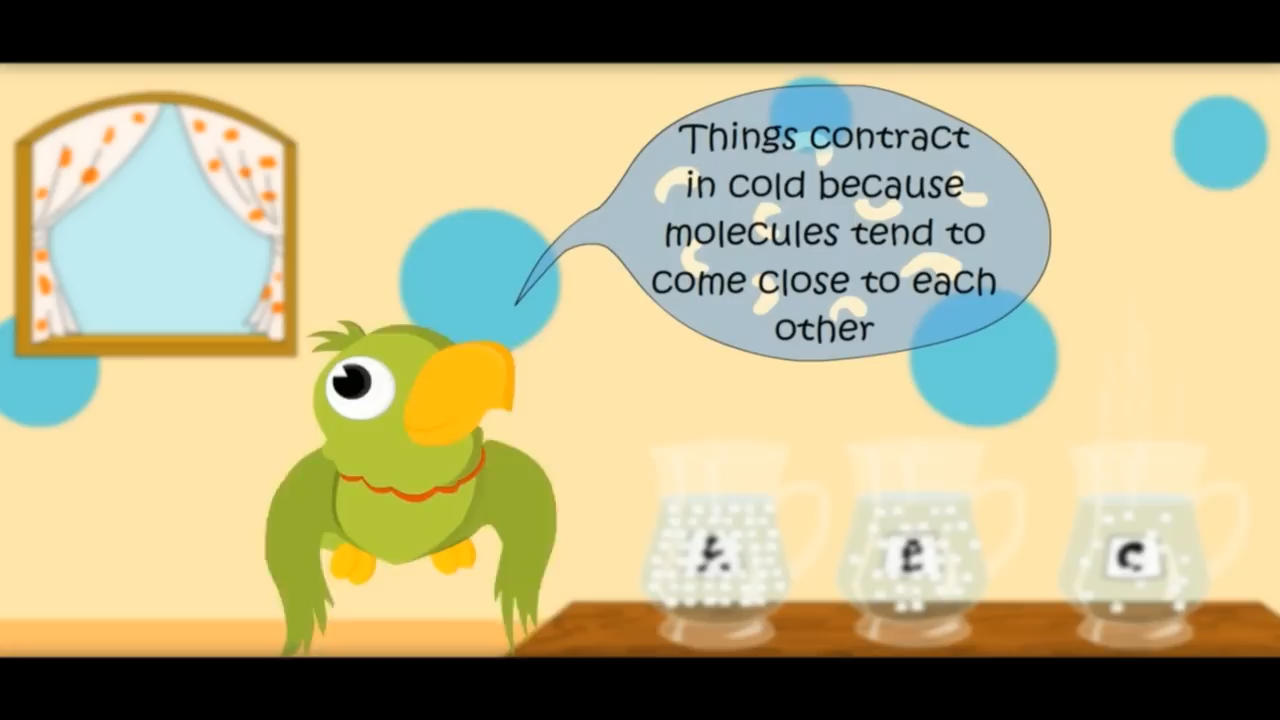 Things contract
in cold because
molecules tend to
come close to each
other
C